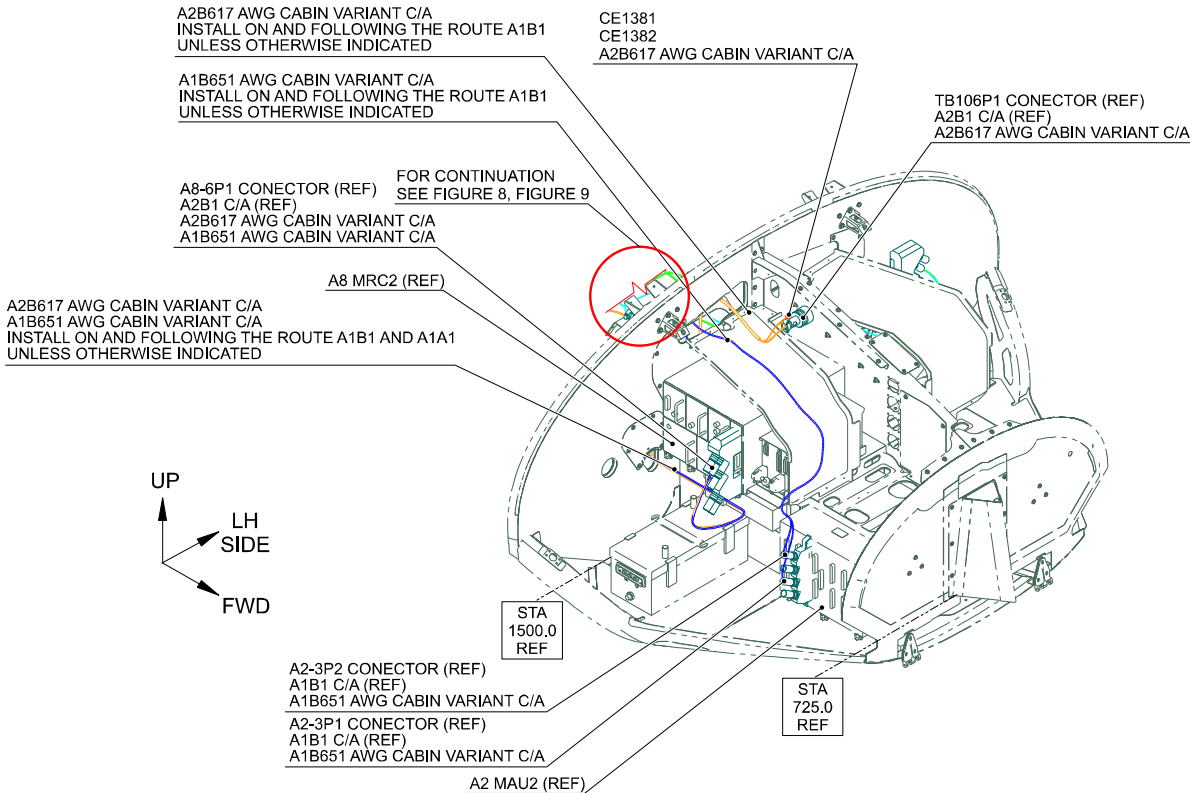 A2B617 AWG CABIN VARIANT C/A
INSTALL ON AND FOLLOWING THE ROUTE A1B1
UNLESS OTHERWISE INDICATED
CE1381
CE1382
A2B617 AWG CABIN VARIANT C/A
A1B651 AWG CABIN VARIANT C/A
INSTALL ON AND FOLLOWING THE ROUTE A1B1
UNLESS OTHERWISE INDICATED
TB106P1 CONECTOR (REF)
A2B1 C/A (REF)
A2B617 AWG CABIN VARIANT C/A
FOR CONTINUATION
SEE FIGURE 8, FIGURE 9
A8-6P1 CONECTOR (REF)
A2B1 C/A (REF)
A2B617 AWG CABIN VARIANT C/A
A1B651 AWG CABIN VARIANT C/A
A8 MRC2 (REF)
A2B617 AWG CABIN VARIANT C/A
A1B651 AWG CABIN VARIANT C/A
INSTALL ON AND FOLLOWING THE ROUTE A1B1 AND A1A1
UNLESS OTHERWISE INDICATED
UP
LH
SIDE
FWD
STA
1500.0
REF
A2-3P2 CONECTOR (REF)
A1B1 C/A (REF)
A1B651 AWG CABIN VARIANT C/A
STA
725.0
REF
A2-3P1 CONECTOR (REF)
A1B1 C/A (REF)
A1B651 AWG CABIN VARIANT C/A
A2 MAU2 (REF)